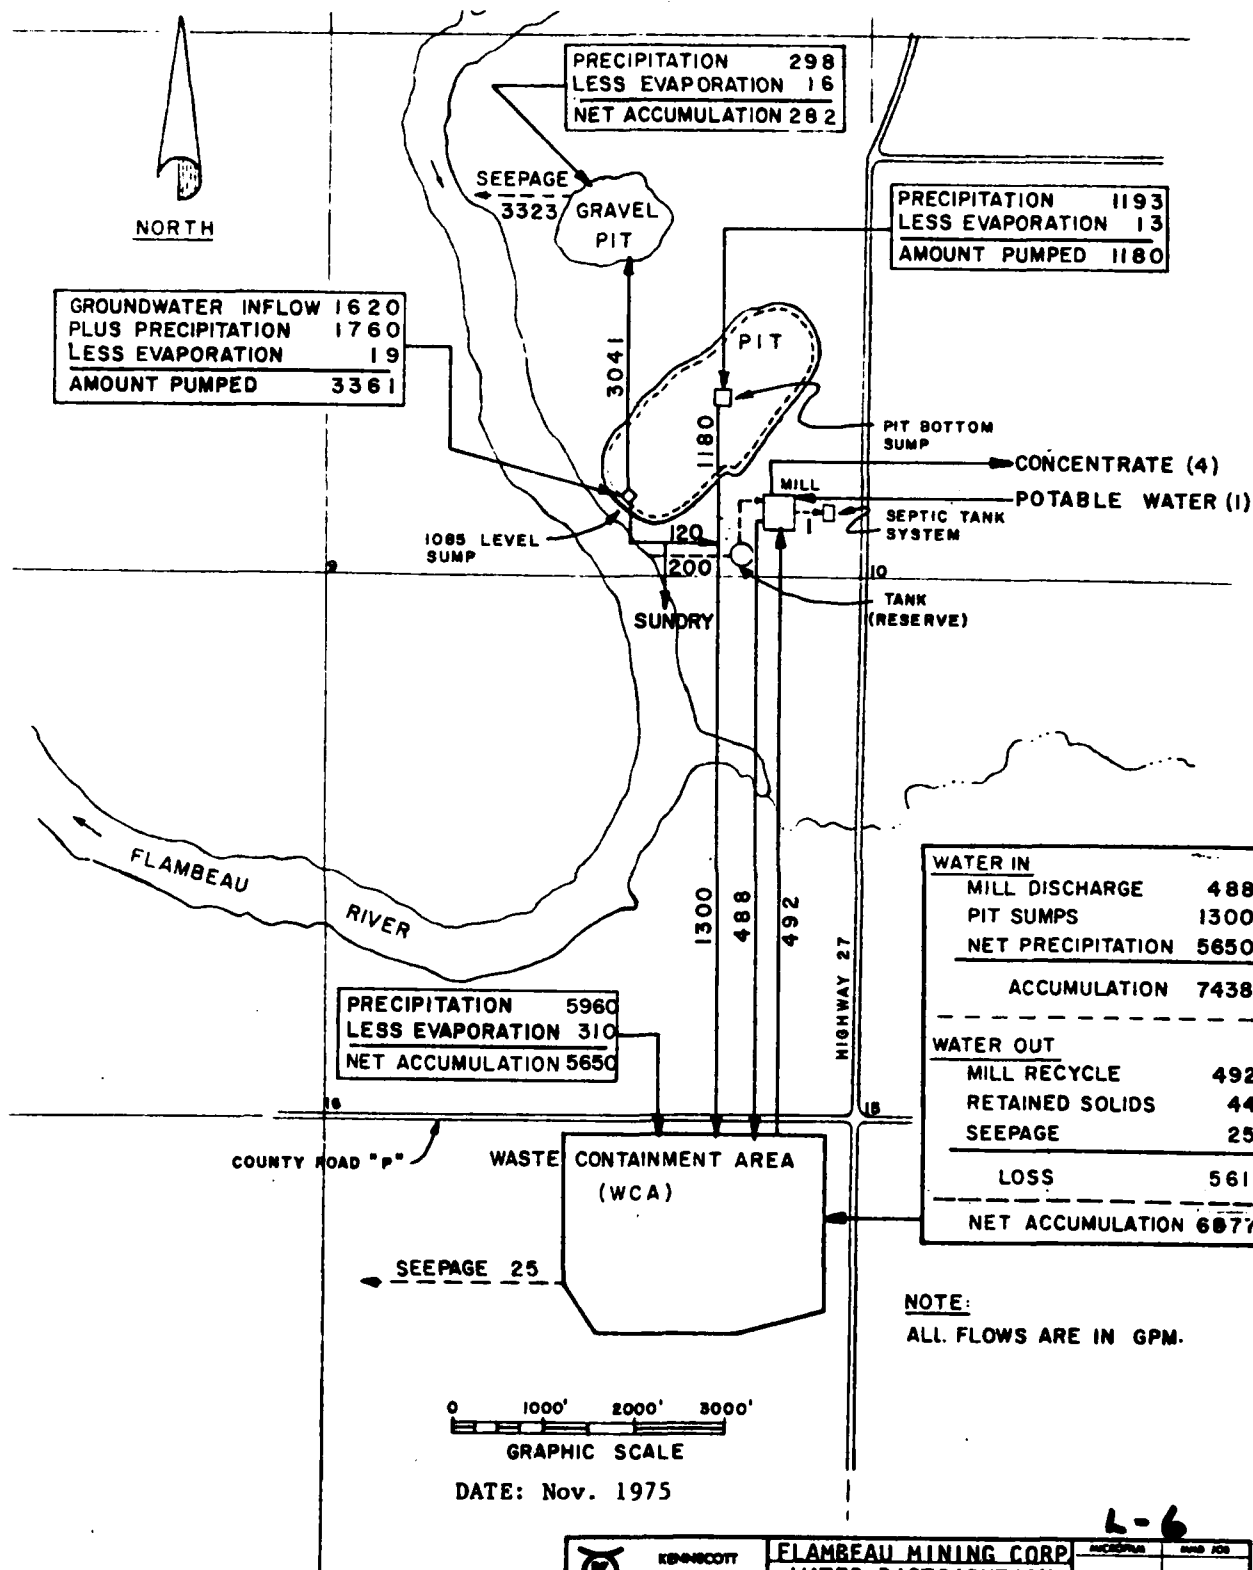 PRECIPITATION 298
LESS EVAPORATION 16
NET ACCUMULATION 282
NORTH
SEEPAGE
3323
GRAVEL
PIT
PRECIPITATION 1193
LESS EVAPORATION 13
AMOUNT PUMPED 1180
GROUNDWATER INFLOW 1620
PLUS PRECIPITATION 1760
LESS EVAPORATION 19
AMOUNT PUMPED 3361
3041
PIT
1180
PIT BOTTOM
SUMP
CONCENTRATE (4)
MILL
POTABLE WATER (1)
1
SEPTIC TANK
SYSTEM
1085 LEVEL
SUMP
120
200
9
10
TANK
(RESERVE)
SUNDRY
FLAMBEAU
RIVER
1300
488
492
HIGHWAY 27
WATER IN
MILL DISCHARGE 488
PIT SUMPS 1300
NET PRECIPITATION 5650
ACCUMULATION 7438
WATER OUT
MILL RECYCLE 492
RETAINED SOLIDS 44
SEEPAGE 25
LOSS 561
NET ACCUMULATION 6877
PRECIPITATION 5960
LESS EVAPORATION 310
NET ACCUMULATION 5650
16
15
COUNTY ROAD "P"
WASTE CONTAINMENT AREA
(WCA)
SEEPAGE 25
NOTE:
ALL FLOWS ARE IN GPM.
0 1000' 2000' 3000'
GRAPHIC SCALE
DATE: Nov. 1975
L-6
KENNECOTT
FLAMBEAU MINING CORP
MICROFILM